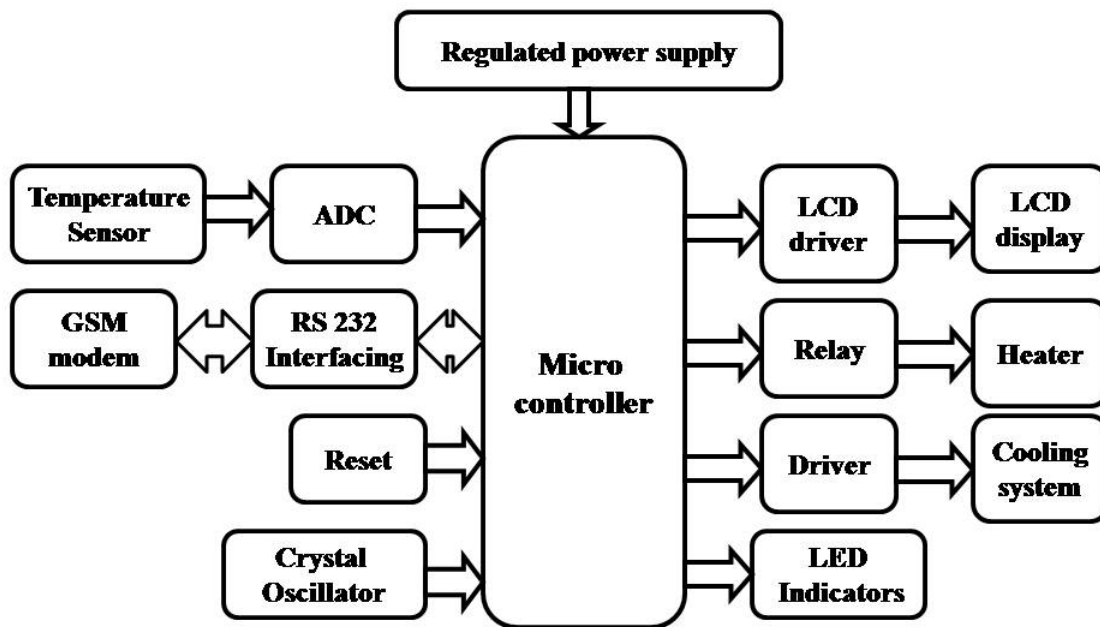 Regulated power supply
Temperature
Sensor
ADC
LCD
driver
LCD
display
GSM
modem
RS 232
Interfacing
Micro
controller
Relay
Heater
Reset
Driver
Cooling
system
Crystal
Oscillator
LED
Indicators